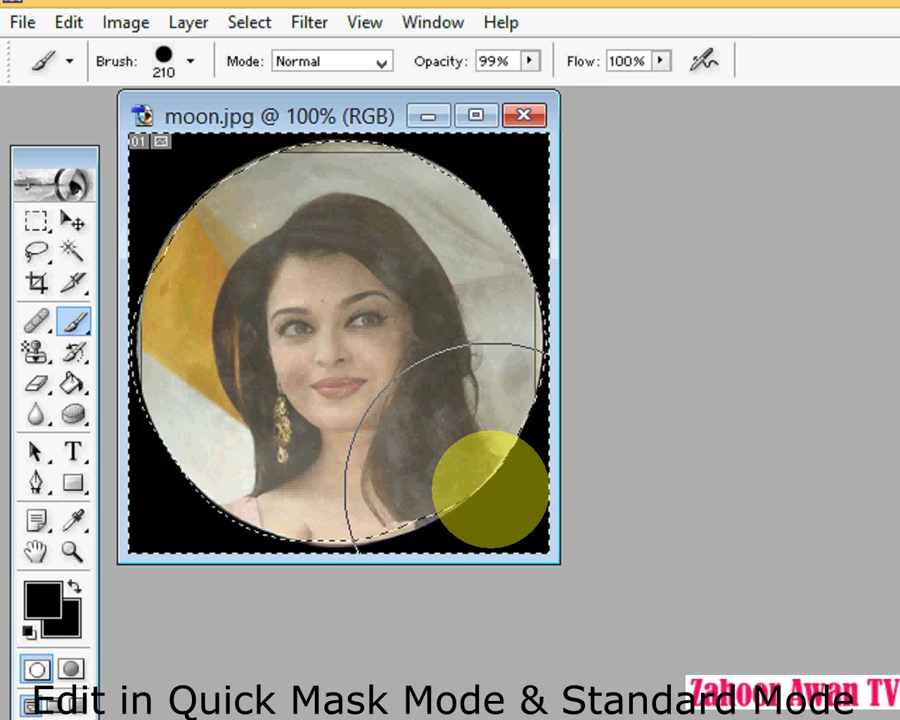 File Edit Image Layer Select Filter View Window Help
Brush: 210 Mode: Normal Opacity: 99% Flow: 100%
moon.jpg @ 100% (RGB)
01
T
Edit in Quick Mask Mode & Standard Mode
Zahoor Awan TV